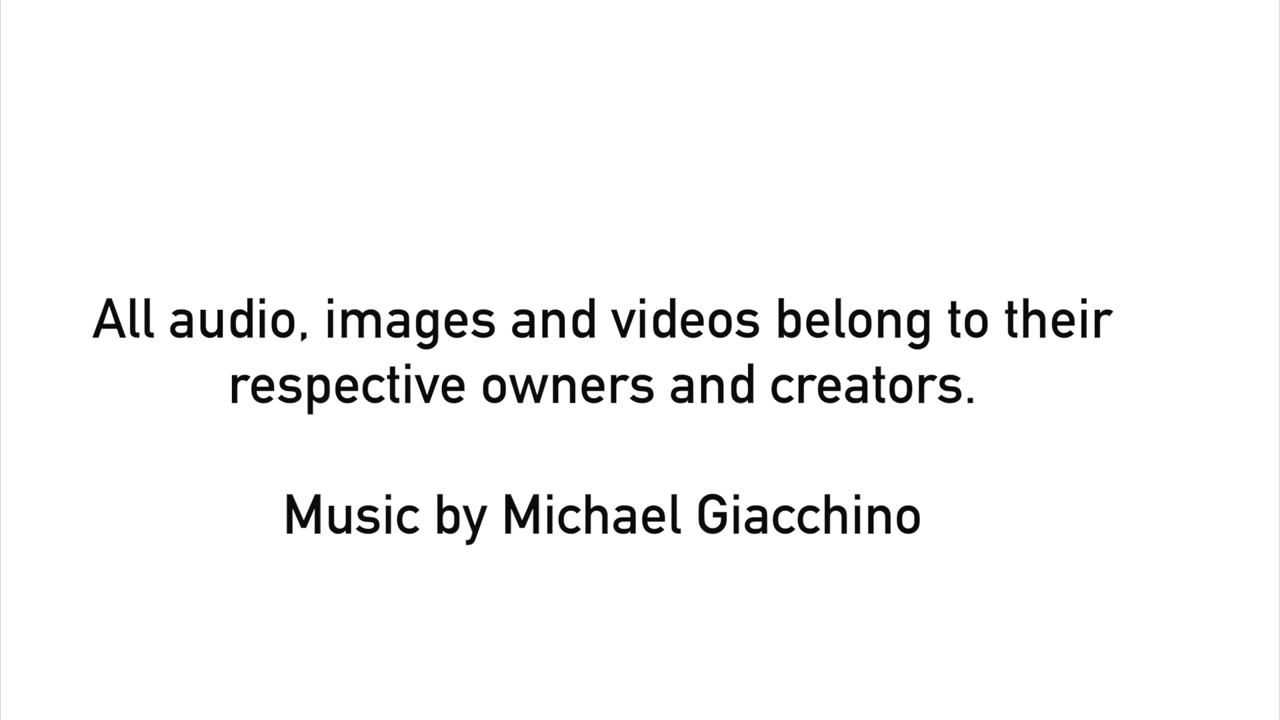 All audio, images and videos belong to their
respective owners and creators.
Music by Michael Giacchino